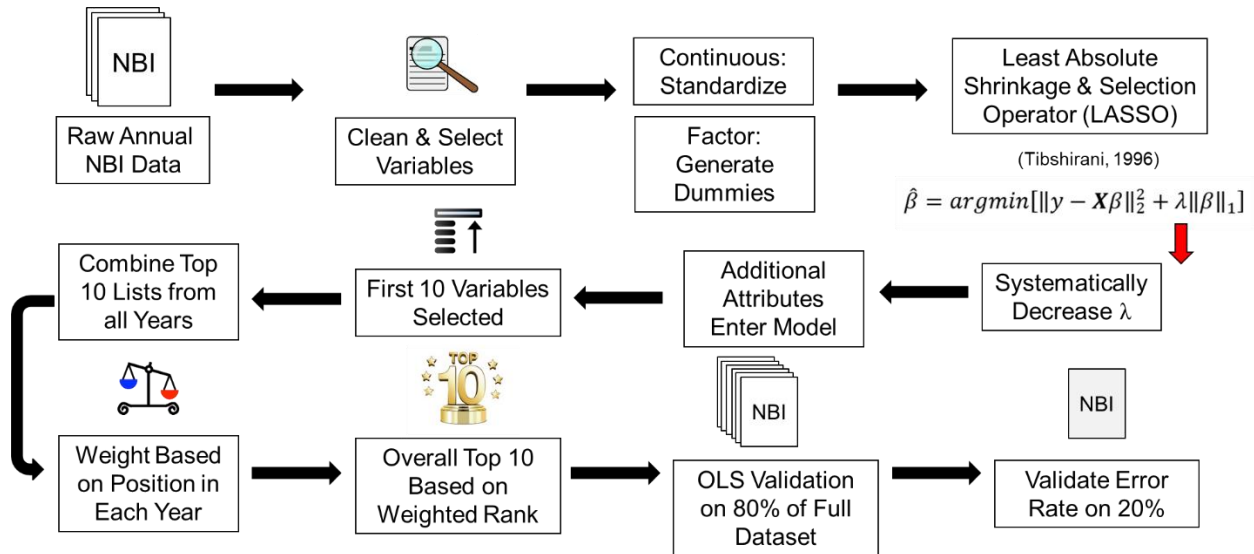 NBI
Raw Annual
NBI Data
Clean & Select
Variables
Continuous:
Standardize
Factor:
Generate
Dummies
Least Absolute
Shrinkage & Selection
Operator (LASSO)
(Tibshirani, 1996)
β̂ = argmin[‖y − Xβ‖₂² + λ‖β‖₁]
Systematically
Decrease λ
Additional
Attributes
Enter Model
First 10 Variables
Selected
Combine Top
10 Lists from
all Years
Weight Based
on Position in
Each Year
TOP
10
Overall Top 10
Based on
Weighted Rank
NBI
OLS Validation
on 80% of Full
Dataset
NBI
Validate Error
Rate on 20%